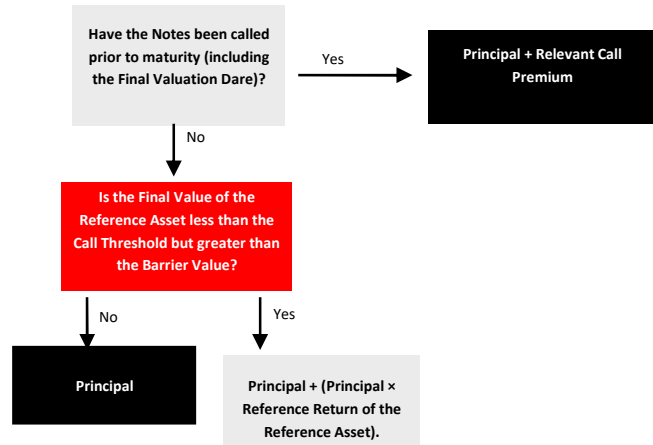 Have the Notes been called
prior to maturity (including
the Final Valuation Dare)?
Yes
Principal + Relevant Call
Premium
No
Is the Final Value of the
Reference Asset less than the
Call Threshold but greater than
the Barrier Value?
No
Yes
Principal
Principal + (Principal ×
Reference Return of the
Reference Asset).